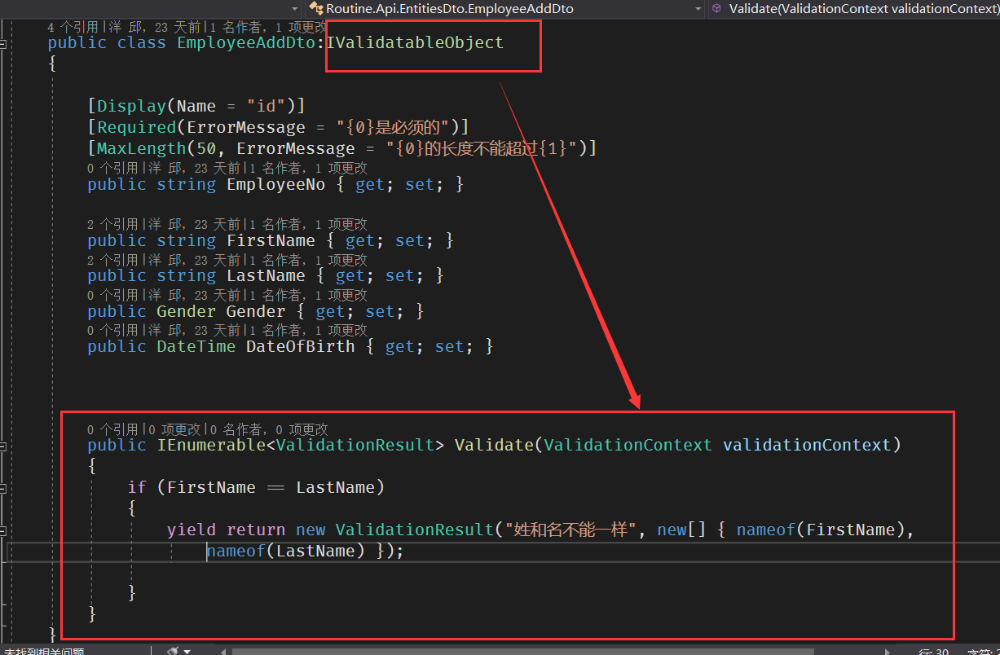 Routine.Api.EntitiesDto.EmployeeAddDto
Validate(ValidationContext validationContext)
4 个引用|洋 邱，23 天前|1 名作者，1 项更改
public class EmployeeAddDto:IValidatableObject
{
[Display(Name = "id")]
[Required(ErrorMessage = "{0}是必须的")]
[MaxLength(50, ErrorMessage = "{0}的长度不能超过{1}")]
0 个引用|洋 邱，23 天前|1 名作者，1 项更改
public string EmployeeNo { get; set; }
2 个引用|洋 邱，23 天前|1 名作者，1 项更改
public string FirstName { get; set; }
2 个引用|洋 邱，23 天前|1 名作者，1 项更改
public string LastName { get; set; }
0 个引用|洋 邱，23 天前|1 名作者，1 项更改
public Gender Gender { get; set; }
0 个引用|洋 邱，23 天前|1 名作者，1 项更改
public DateTime DateOfBirth { get; set; }
0 个引用|0 项更改|0 名作者，0 项更改
public IEnumerable<ValidationResult> Validate(ValidationContext validationContext)
{
if (FirstName == LastName)
{
yield return new ValidationResult("姓和名不能一样", new[] { nameof(FirstName),
nameof(LastName) });
}
}
}
未找到相关问题
行: 30
字符: